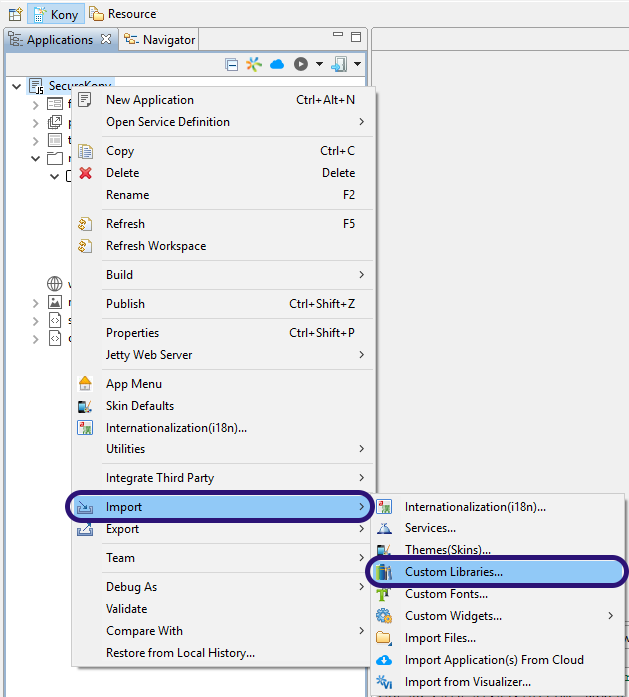 Kony
Resource
Applications
Navigator
SecureKony
New Application Ctrl+Alt+N
Open Service Definition
Copy Ctrl+C
Delete Delete
Rename F2
Refresh F5
Refresh Workspace
Build
Publish Ctrl+Shift+Z
Properties Ctrl+Shift+P
Jetty Web Server
App Menu
Skin Defaults
Internationalization(i18n)...
Utilities
Integrate Third Party
Import
Export
Team
Debug As
Validate
Compare With
Restore from Local History...
Internationalization(i18n)...
Services...
Themes(Skins)...
Custom Libraries...
Custom Fonts...
Custom Widgets...
Import Files...
Import Application(s) From Cloud
Import from Visualizer...